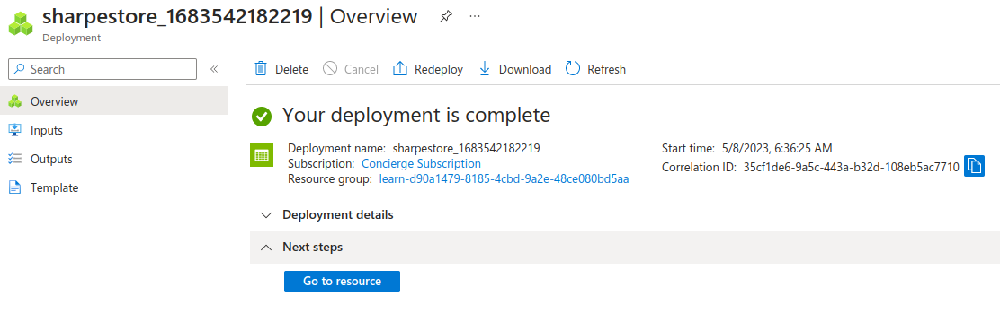 sharpestore_1683542182219 | Overview
Deployment
Search
Overview
Inputs
Outputs
Template
Delete Cancel Redeploy Download Refresh
Your deployment is complete
Deployment name: sharpestore_1683542182219
Subscription: Concierge Subscription
Resource group: learn-d90a1479-8185-4cbd-9a2e-48ce080bd5aa
Start time: 5/8/2023, 6:36:25 AM
Correlation ID: 35cf1de6-9a5c-443a-b32d-108eb5ac7710
Deployment details
Next steps
Go to resource